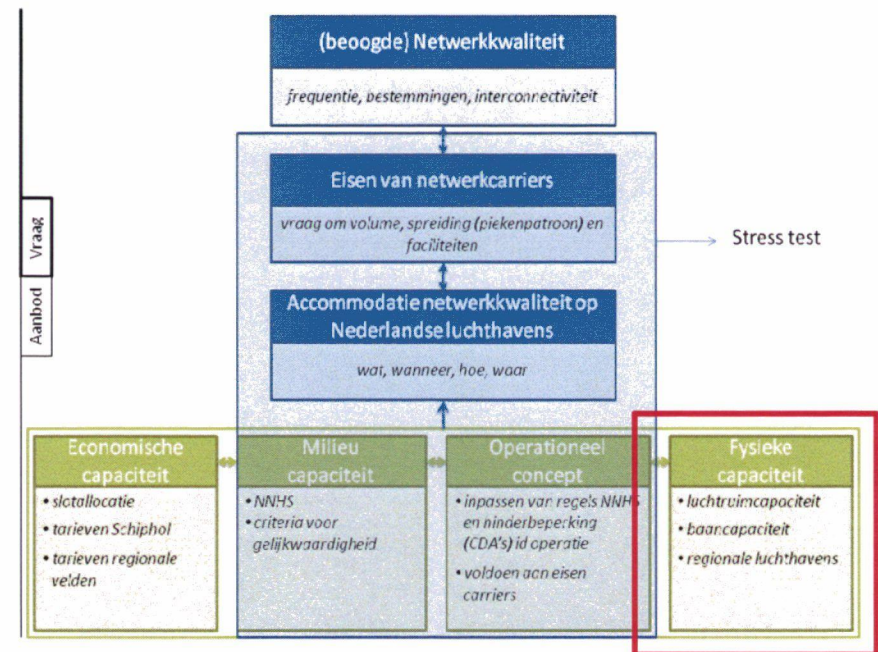 (beoogde) Netwerkkwaliteit
frequentie, bestemmingen, interconnectiviteit
Eisen van netwerkcarriers
vraag om volume, spreiding (piekenpatroon) en
faciliteiten
Stress test
Vraag
Aanbod
Accommodatie netwerkkwaliteit op
Nederlandse luchthavens
wat, wanneer, hoe, waar
Economische
capaciteit
• slotallocatie
• tarieven Schiphol
• tarieven regionale
velden
Milieu
capaciteit
• NNHS
• criteria voor
gelijkwaardigheid
Operationeel
concept
• inpassen van regels NNHS
en hinderbeperking
(CDA's) id operatie
• voldoen aan eisen
carriers
Fysieke
capaciteit
• luchtruimcapaciteit
• baancapaciteit
• regionale luchthavens